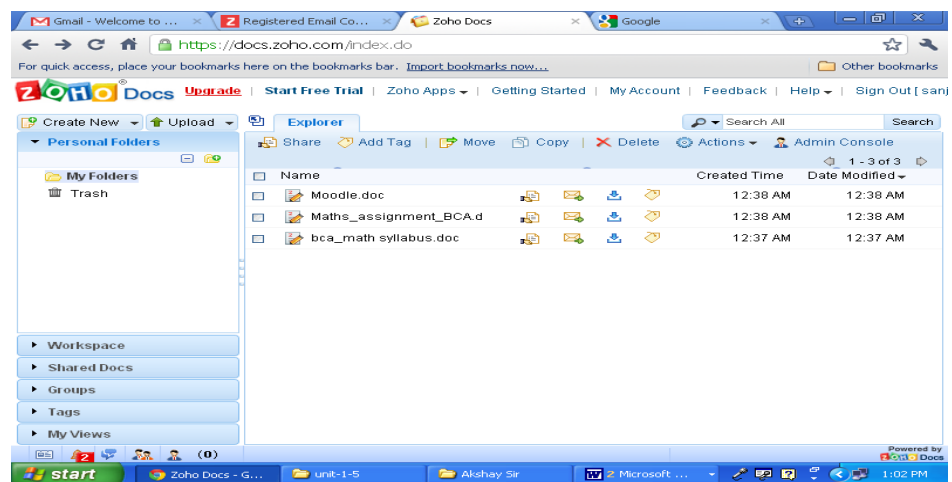 Gmail - Welcome to ... Registered Email Co... Zoho Docs Google
https://docs.zoho.com/index.do
For quick access, place your bookmarks here on the bookmarks bar. Import bookmarks now... Other bookmarks
ZOHO Docs Upgrade | Start Free Trial | Zoho Apps | Getting Started | My Account | Feedback | Help | Sign Out [ sanj
Create New Upload Explorer Search All Search
Personal Folders Share Add Tag | Move Copy | Delete Actions Admin Console
1 - 3 of 3
My Folders Name Created Time Date Modified
Trash Moodle.doc 12:38 AM 12:38 AM
Maths_assignment_BCA.d 12:38 AM 12:38 AM
bca_math syllabus.doc 12:37 AM 12:37 AM
Workspace
Shared Docs
Groups
Tags
My Views
2 (0) Powered by
ZOHO Docs
start Zoho Docs - G... unit-1-5 Akshay Sir 2 Microsoft ... 1:02 PM